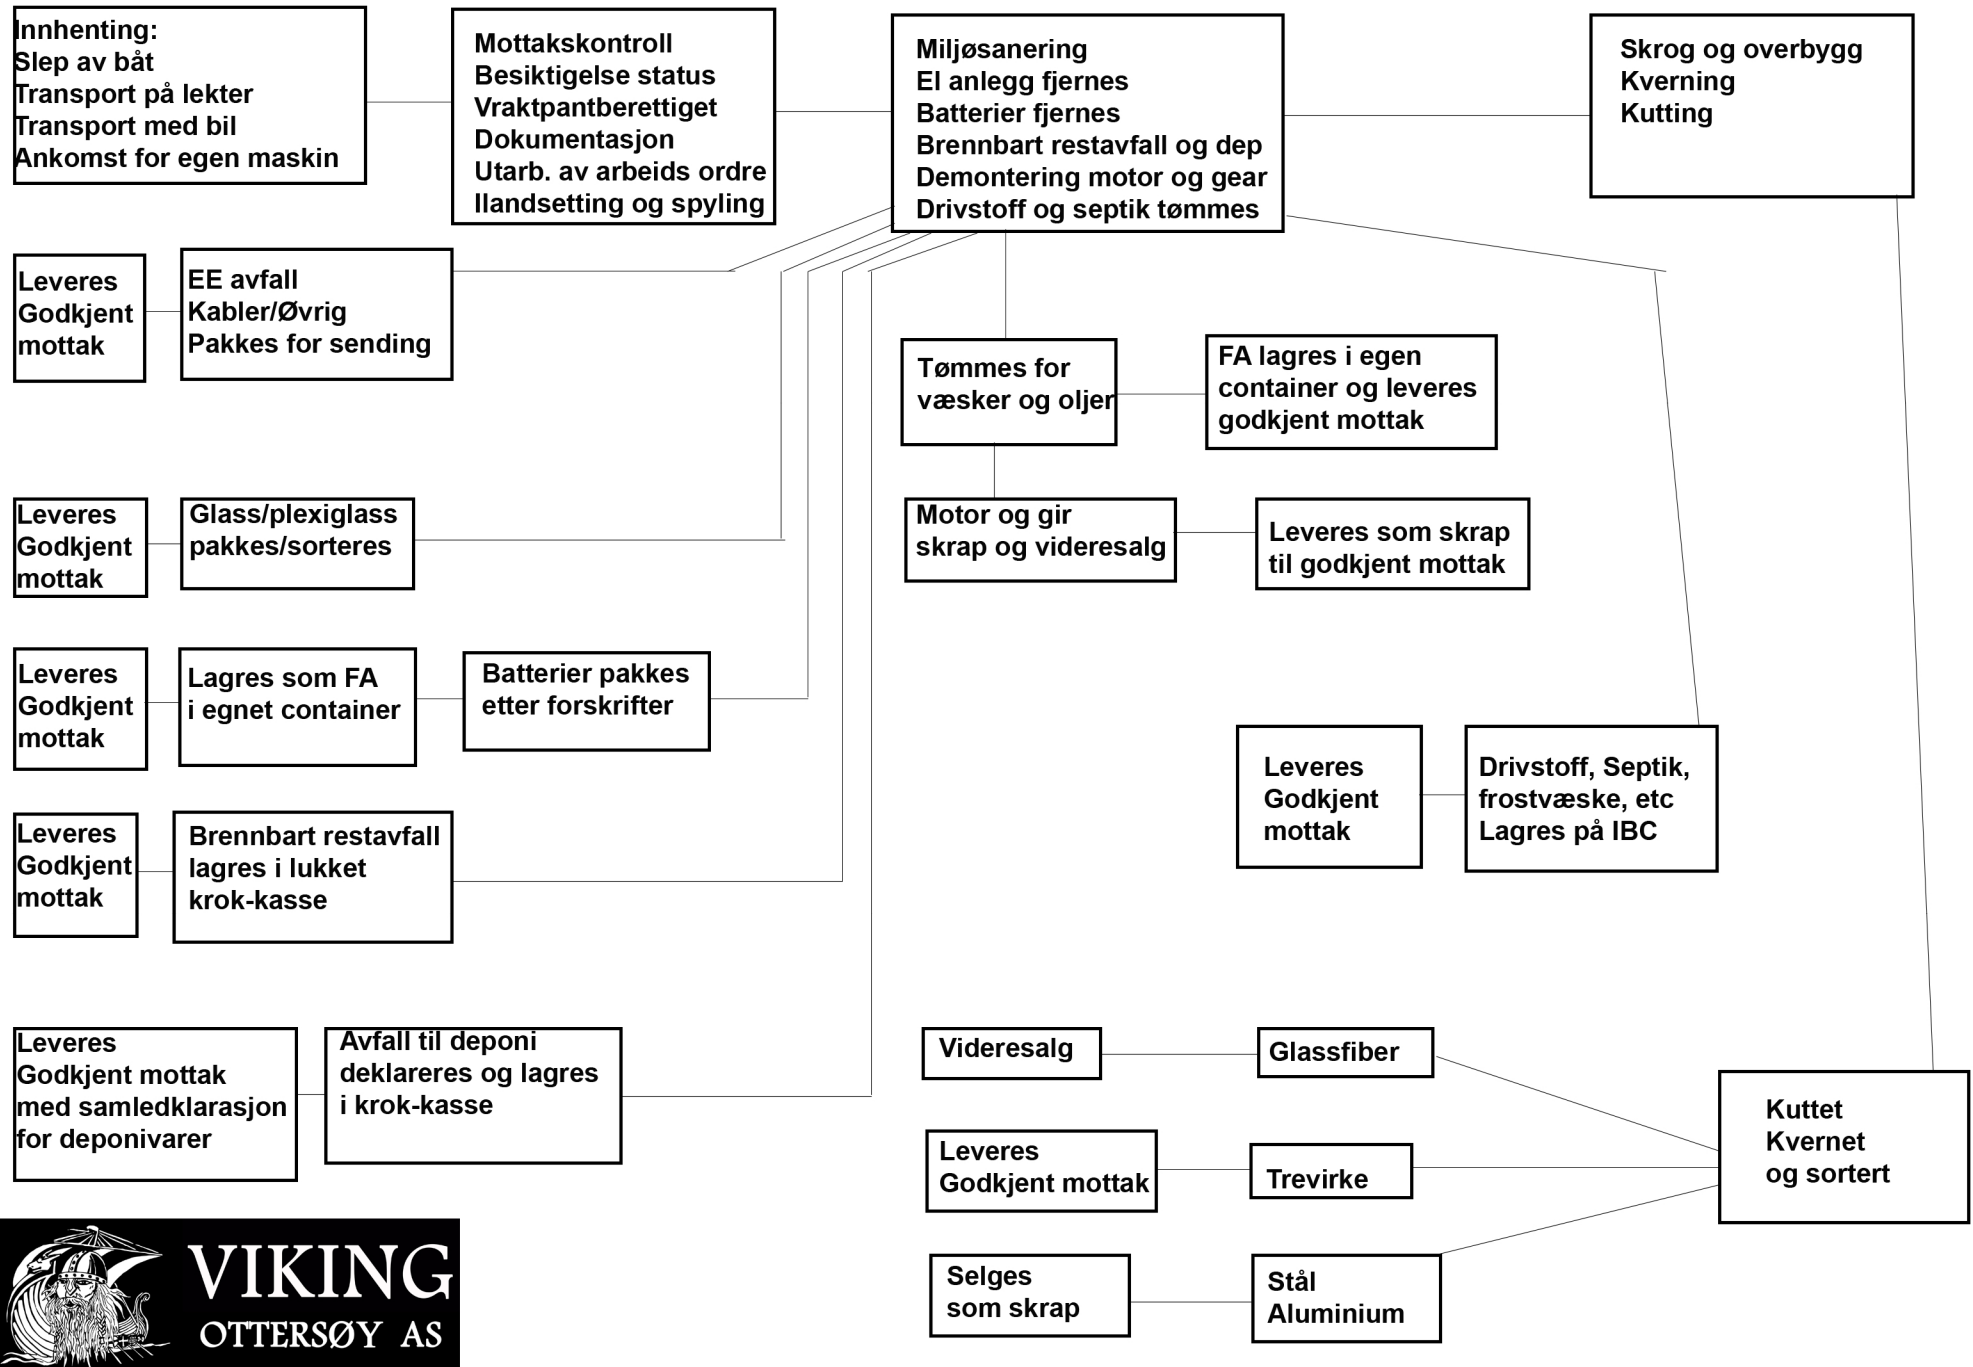 Innhenting:
Slep av båt
Transport på lekter
Transport med bil
Ankomst for egen maskin
Mottakskontroll
Besiktigelse status
Vraktpantberettiget
Dokumentasjon
Utarb. av arbeids ordre
Ilandsetting og spyling
Miljøsanering
El anlegg fjernes
Batterier fjernes
Brennbart restavfall og dep
Demontering motor og gear
Drivstoff og septik tømmes
Skrog og overbygg
Kverning
Kutting
Leveres
Godkjent
mottak
EE avfall
Kabler/Øvrig
Pakkes for sending
Tømmes for
væsker og oljer
FA lagres i egen
container og leveres
godkjent mottak
Leveres
Godkjent
mottak
Glass/plexiglass
pakkes/sorteres
Motor og gir
skrap og videresalg
Leveres som skrap
til godkjent mottak
Leveres
Godkjent
mottak
Lagres som FA
i egnet container
Batterier pakkes
etter forskrifter
Leveres
Godkjent
mottak
Drivstoff, Septik,
frostvæske, etc
Lagres på IBC
Leveres
Godkjent
mottak
Brennbart restavfall
lagres i lukket
krok-kasse
Leveres
Godkjent mottak
med samledklarasjon
for deponivarer
Avfall til deponi
deklareres og lagres
i krok-kasse
Videresalg
Glassfiber
Kuttet
Kvernet
og sortert
Leveres
Godkjent mottak
Trevirke
Selges
som skrap
Stål
Aluminium
VIKING
OTTERSØY AS